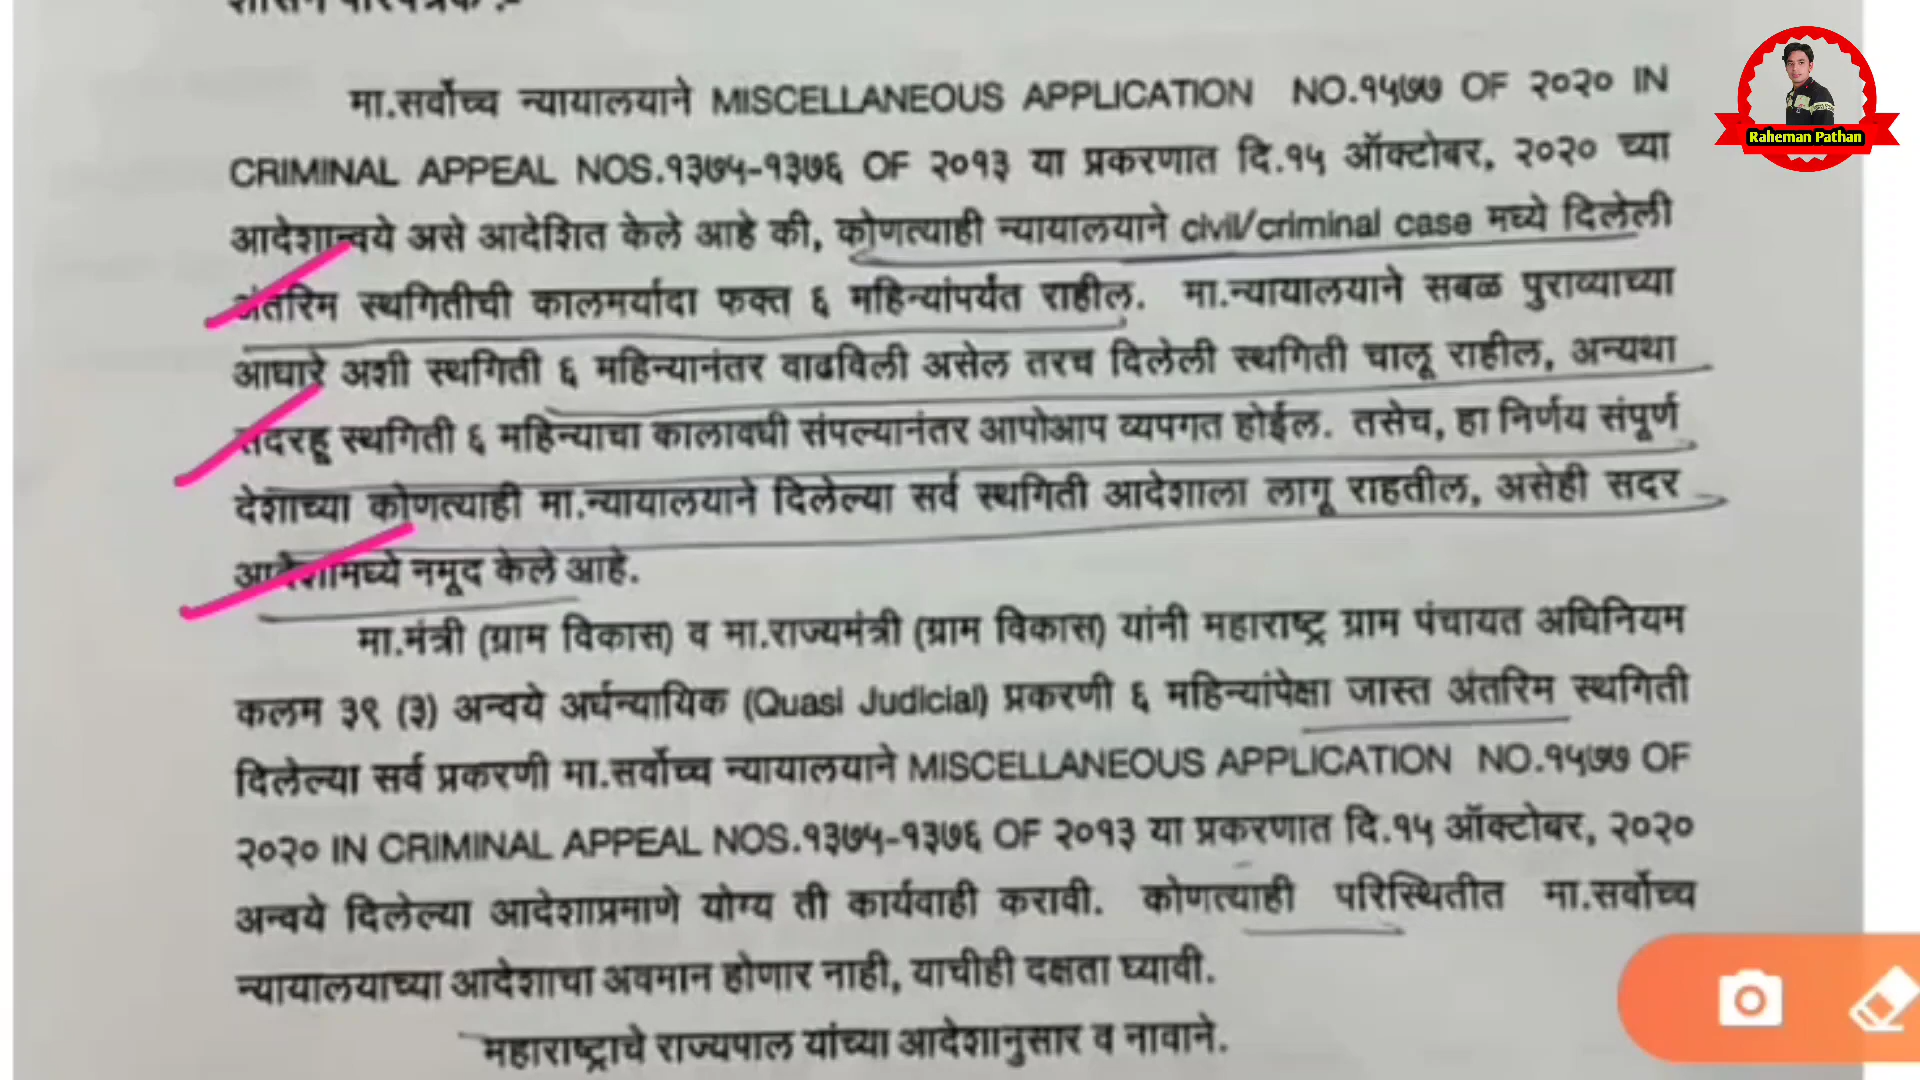 शासन परिपत्रक :-
मा.सर्वोच्च न्यायालयाने MISCELLANEOUS APPLICATION NO.१५७७ OF २०२० IN
CRIMINAL APPEAL NOS.१३७५-१३७६ OF २०१३ या प्रकरणात दि.१५ ऑक्टोबर, २०२० च्या
आदेशान्वये असे आदेशित केले आहे की, कोणत्याही न्यायालयाने civil/criminal case मध्ये दिलेली
अंतरिम स्थगितीची कालमर्यादा फक्त ६ महिन्यांपर्यंत राहील. मा.न्यायालयाने सबळ पुराव्याच्या
आधारे अशी स्थगिती ६ महिन्यानंतर वाढविली असेल तरच दिलेली स्थगिती चालू राहील, अन्यथा
सदरहू स्थगिती ६ महिन्याचा कालावधी संपल्यानंतर आपोआप व्यपगत होईल. तसेच, हा निर्णय संपूर्ण
देशाच्या कोणत्याही मा.न्यायालयाने दिलेल्या सर्व स्थगिती आदेशाला लागू राहतील, असेही सदर
आदेशामध्ये नमूद केले आहे.
मा.मंत्री (ग्राम विकास) व मा.राज्यमंत्री (ग्राम विकास) यांनी महाराष्ट्र ग्राम पंचायत अधिनियम
कलम ३९ (३) अन्वये अर्धन्यायिक (Quasi Judicial) प्रकरणी ६ महिन्यांपेक्षा जास्त अंतरिम स्थगिती
दिलेल्या सर्व प्रकरणी मा.सर्वोच्च न्यायालयाने MISCELLANEOUS APPLICATION NO.१५७७ OF
२०२० IN CRIMINAL APPEAL NOS.१३७५-१३७६ OF २०१३ या प्रकरणात दि.१५ ऑक्टोबर, २०२०
अन्वये दिलेल्या आदेशाप्रमाणे योग्य ती कार्यवाही करावी. कोणत्याही परिस्थितीत मा.सर्वोच्च
न्यायालयाच्या आदेशाचा अवमान होणार नाही, याचीही दक्षता घ्यावी.
महाराष्ट्राचे राज्यपाल यांच्या आदेशानुसार व नावाने.
Raheman Pathan